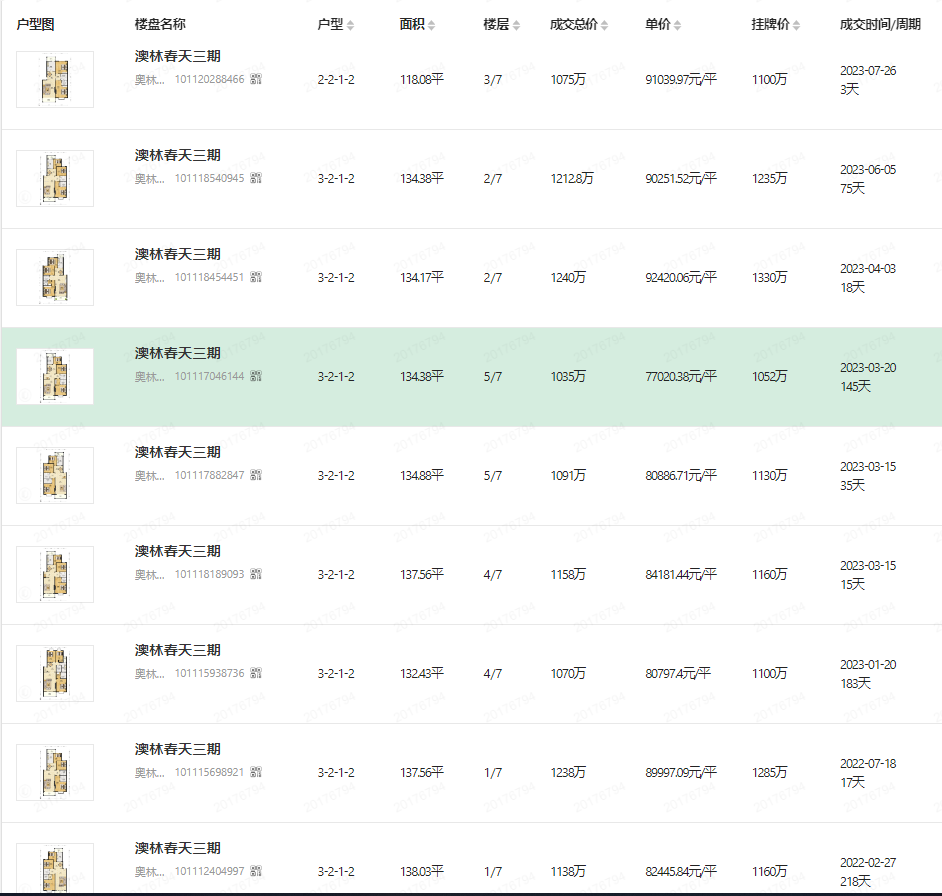 户型图 楼盘名称 户型 面积 楼层 成交总价 单价 挂牌价 成交时间/周期
澳林春天三期
奥林... 101120288466 2-2-1-2 118.08平 3/7 1075万 91039.97元/平 1100万 2023-07-26
3天
澳林春天三期
奥林... 101118540945 3-2-1-2 134.38平 2/7 1212.8万 90251.52元/平 1235万 2023-06-05
75天
澳林春天三期
奥林... 101118454451 3-2-1-2 134.17平 2/7 1240万 92420.06元/平 1330万 2023-04-03
18天
澳林春天三期
奥林... 101117046144 3-2-1-2 134.38平 5/7 1035万 77020.38元/平 1052万 2023-03-20
145天
澳林春天三期
奥林... 101117882847 3-2-1-2 134.88平 5/7 1091万 80886.71元/平 1130万 2023-03-15
35天
澳林春天三期
奥林... 101118189093 3-2-1-2 137.56平 4/7 1158万 84181.44元/平 1160万 2023-03-15
15天
澳林春天三期
奥林... 101115938736 3-2-1-2 132.43平 4/7 1070万 80797.4元/平 1100万 2023-01-20
183天
澳林春天三期
奥林... 101115698921 3-2-1-2 137.56平 1/7 1238万 89997.09元/平 1285万 2022-07-18
17天
澳林春天三期
奥林... 101112404997 3-2-1-2 138.03平 1/7 1138万 82445.84元/平 1160万 2022-02-27
218天
20176794